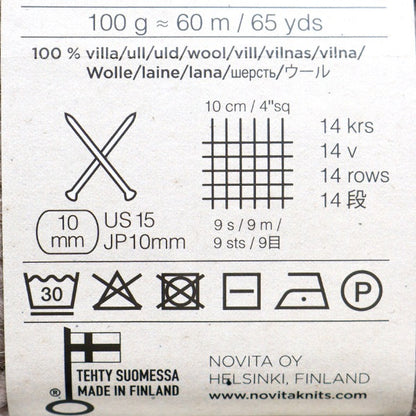 100 g ≈ 60 m / 65 yds
100 % villa/ull/uld/wool/vill/vilnas/vilna/
Wolle/laine/lana/шерсть/ウール
10 cm / 4"sq
14 krs
14 v
14 rows
14 段
10 mm
US 15
JP10mm
9 s / 9 m /
9 sts / 9目
30
P
® TEHTY SUOMESSA
MADE IN FINLAND
NOVITA OY
HELSINKI, FINLAND
www.novitaknits.com